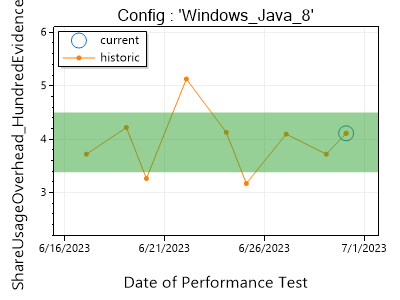 Config : 'Windows_Java_8'
current
historic
ShareUsageOverhead_HundredEvidence
6
5
4
3
6/16/2023
6/21/2023
6/26/2023
7/1/2023
Date of Performance Test